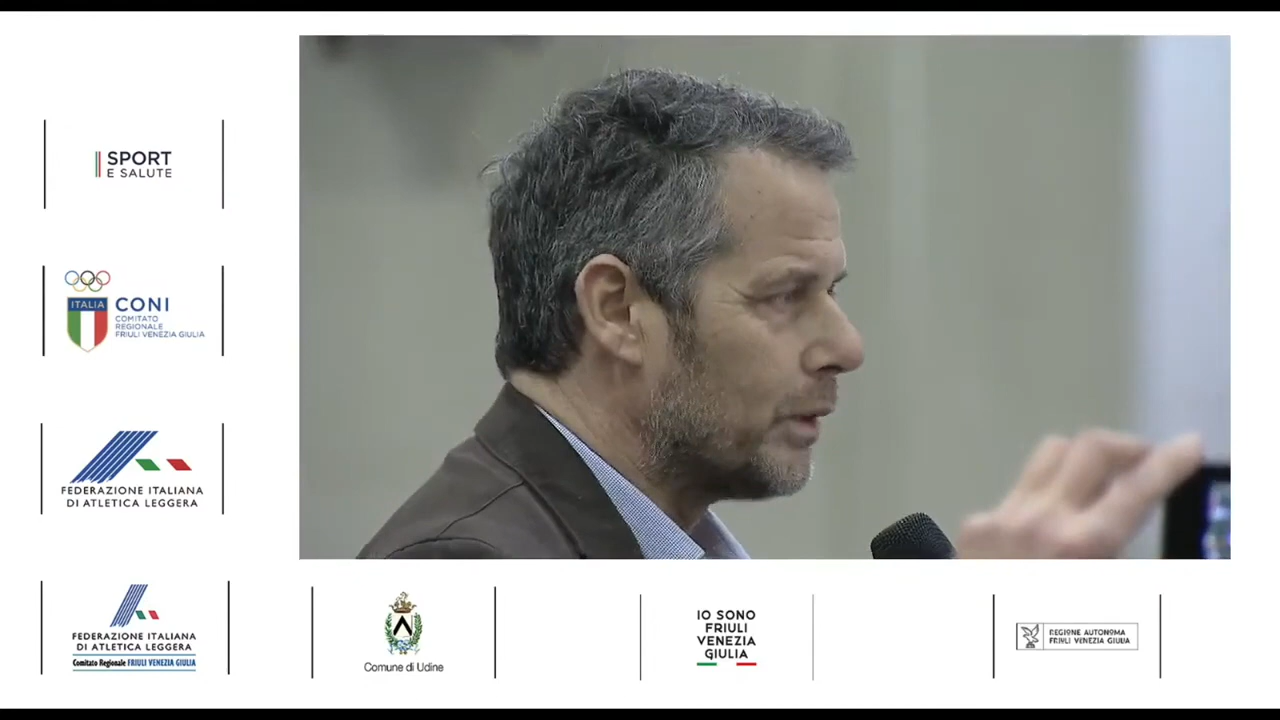 SPORT
E SALUTE
ITALIA
CONI
COMITATO
REGIONALE
FRIULI VENEZIA GIULIA
FEDERAZIONE ITALIANA
DI ATLETICA LEGGERA
FEDERAZIONE ITALIANA
DI ATLETICA LEGGERA
Comitato Regionale FRIULI VENEZIA GIULIA
Comune di Udine
IO SONO
FRIULI
VENEZIA
GIULIA
REGIONE AUTONOMA
FRIULI VENEZIA GIULIA